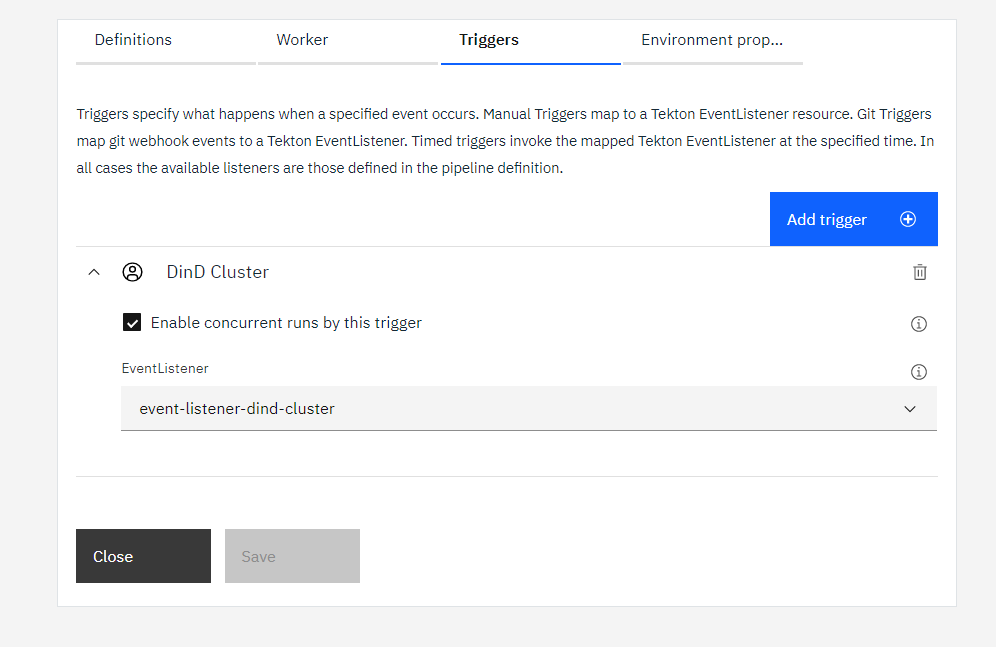 Definitions
Worker
Triggers
Environment prop...
Triggers specify what happens when a specified event occurs. Manual Triggers map to a Tekton EventListener resource. Git Triggers
map git webhook events to a Tekton EventListener. Timed triggers invoke the mapped Tekton EventListener at the specified time. In
all cases the available listeners are those defined in the pipeline definition.
Add trigger
DinD Cluster
Enable concurrent runs by this trigger
EventListener
event-listener-dind-cluster
Close
Save